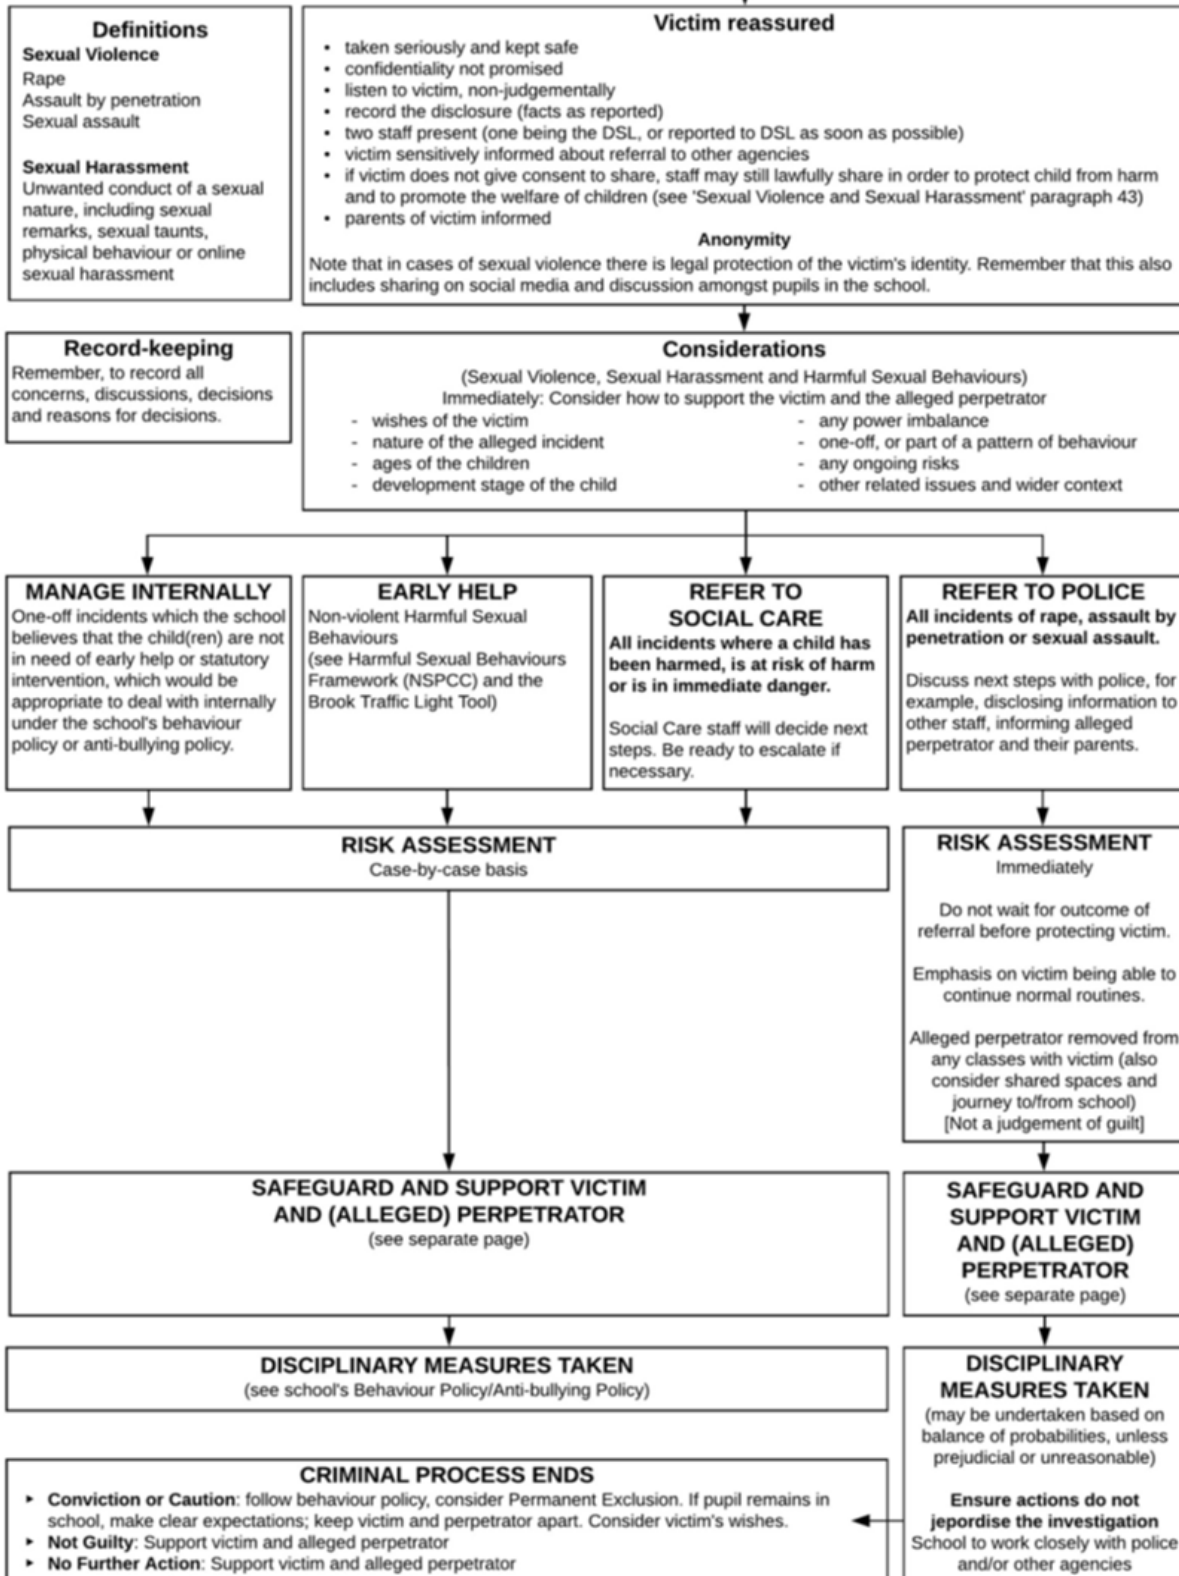 Definitions
Sexual Violence
Rape
Assault by penetration
Sexual assault
Sexual Harassment
Unwanted conduct of a sexual
nature, including sexual
remarks, sexual taunts,
physical behaviour or online
sexual harassment
Victim reassured
• taken seriously and kept safe
• confidentiality not promised
• listen to victim, non-judgementally
• record the disclosure (facts as reported)
• two staff present (one being the DSL, or reported to DSL as soon as possible)
• victim sensitively informed about referral to other agencies
• if victim does not give consent to share, staff may still lawfully share in order to protect child from harm
and to promote the welfare of children (see 'Sexual Violence and Sexual Harassment' paragraph 43)
• parents of victim informed
Anonymity
Note that in cases of sexual violence there is legal protection of the victim's identity. Remember that this also
includes sharing on social media and discussion amongst pupils in the school.
Record-keeping
Remember, to record all
concerns, discussions, decisions
and reasons for decisions.
Considerations
(Sexual Violence, Sexual Harassment and Harmful Sexual Behaviours)
Immediately: Consider how to support the victim and the alleged perpetrator
- wishes of the victim
- nature of the alleged incident
- ages of the children
- development stage of the child
- any power imbalance
- one-off, or part of a pattern of behaviour
- any ongoing risks
- other related issues and wider context
MANAGE INTERNALLY
One-off incidents which the school
believes that the child(ren) are not
in need of early help or statutory
intervention, which would be
appropriate to deal with internally
under the school's behaviour
policy or anti-bullying policy.
EARLY HELP
Non-violent Harmful Sexual
Behaviours
(see Harmful Sexual Behaviours
Framework (NSPCC) and the
Brook Traffic Light Tool)
REFER TO
SOCIAL CARE
All incidents where a child has
been harmed, is at risk of harm
or is in immediate danger.
Social Care staff will decide next
steps. Be ready to escalate if
necessary.
REFER TO POLICE
All incidents of rape, assault by
penetration or sexual assault.
Discuss next steps with police, for
example, disclosing information to
other staff, informing alleged
perpetrator and their parents.
RISK ASSESSMENT
Case-by-case basis
RISK ASSESSMENT
Immediately
Do not wait for outcome of
referral before protecting victim.
Emphasis on victim being able to
continue normal routines.
Alleged perpetrator removed from
any classes with victim (also
consider shared spaces and
journey to/from school)
[Not a judgement of guilt]
SAFEGUARD AND SUPPORT VICTIM
AND (ALLEGED) PERPETRATOR
(see separate page)
SAFEGUARD AND
SUPPORT VICTIM
AND (ALLEGED)
PERPETRATOR
(see separate page)
DISCIPLINARY MEASURES TAKEN
(see school's Behaviour Policy/Anti-bullying Policy)
DISCIPLINARY
MEASURES TAKEN
(may be undertaken based on
balance of probabilities, unless
prejudicial or unreasonable)
Ensure actions do not
jepordise the investigation
School to work closely with police
and/or other agencies
CRIMINAL PROCESS ENDS
‣ Conviction or Caution: follow behaviour policy, consider Permanent Exclusion. If pupil remains in
school, make clear expectations; keep victim and perpetrator apart. Consider victim's wishes.
‣ Not Guilty: Support victim and alleged perpetrator
‣ No Further Action: Support victim and alleged perpetrator